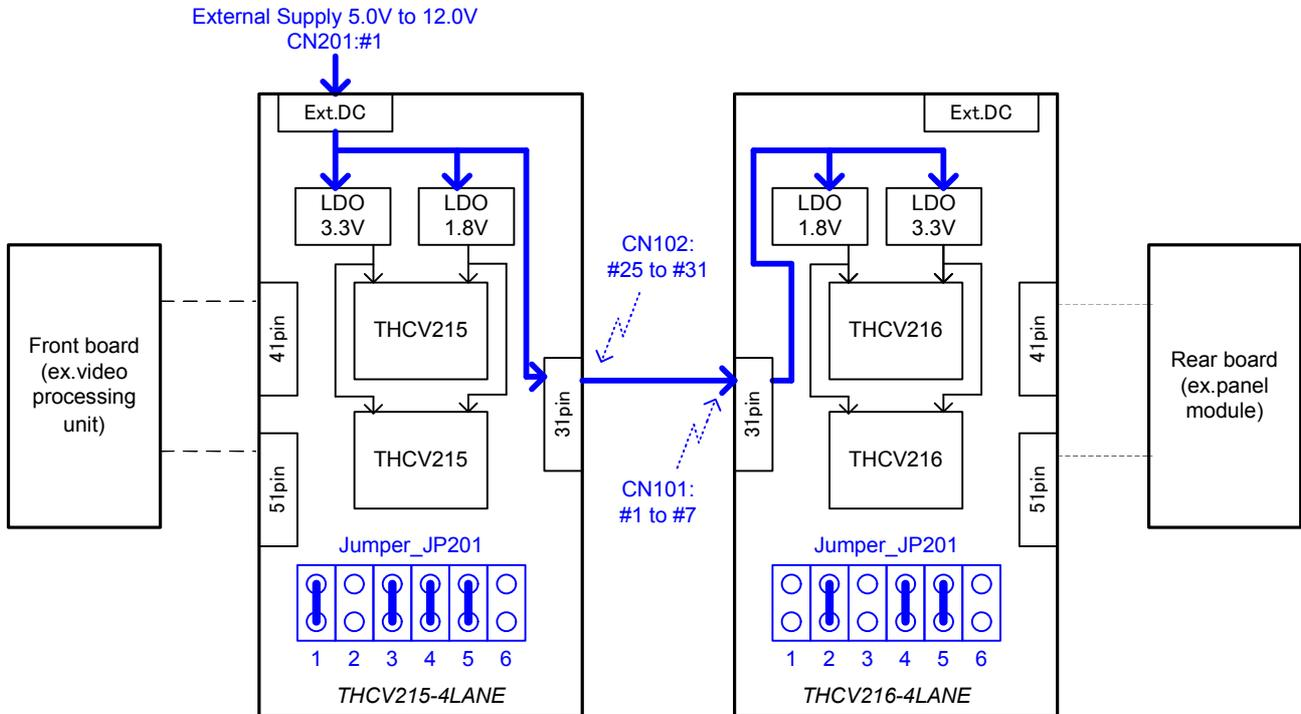 External Supply 5.0V to 12.0V
CN201:#1
Ext.DC
LDO
3.3V
LDO
1.8V
THCV215
THCV215
41pin
51pin
31pin
Front board
(ex.video
processing
unit)
Jumper_JP201
1 2 3 4 5 6
THCV215-4LANE
CN102:
#25 to #31
CN101:
#1 to #7
Ext.DC
LDO
1.8V
LDO
3.3V
THCV216
THCV216
31pin
41pin
51pin
Jumper_JP201
1 2 3 4 5 6
THCV216-4LANE
Rear board
(ex.panel
module)